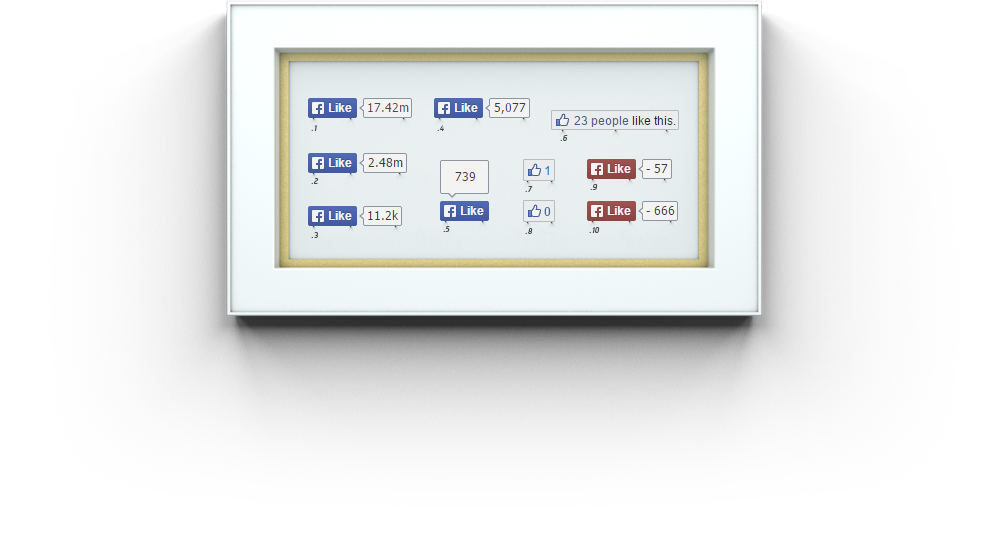 Like 17.42m
.1
Like 2.48m
.2
Like 11.2k
.3
Like 5,077
.4
739
Like
.5
23 people like this.
.6
1
.7
0
.8
Like - 57
.9
Like - 666
.10